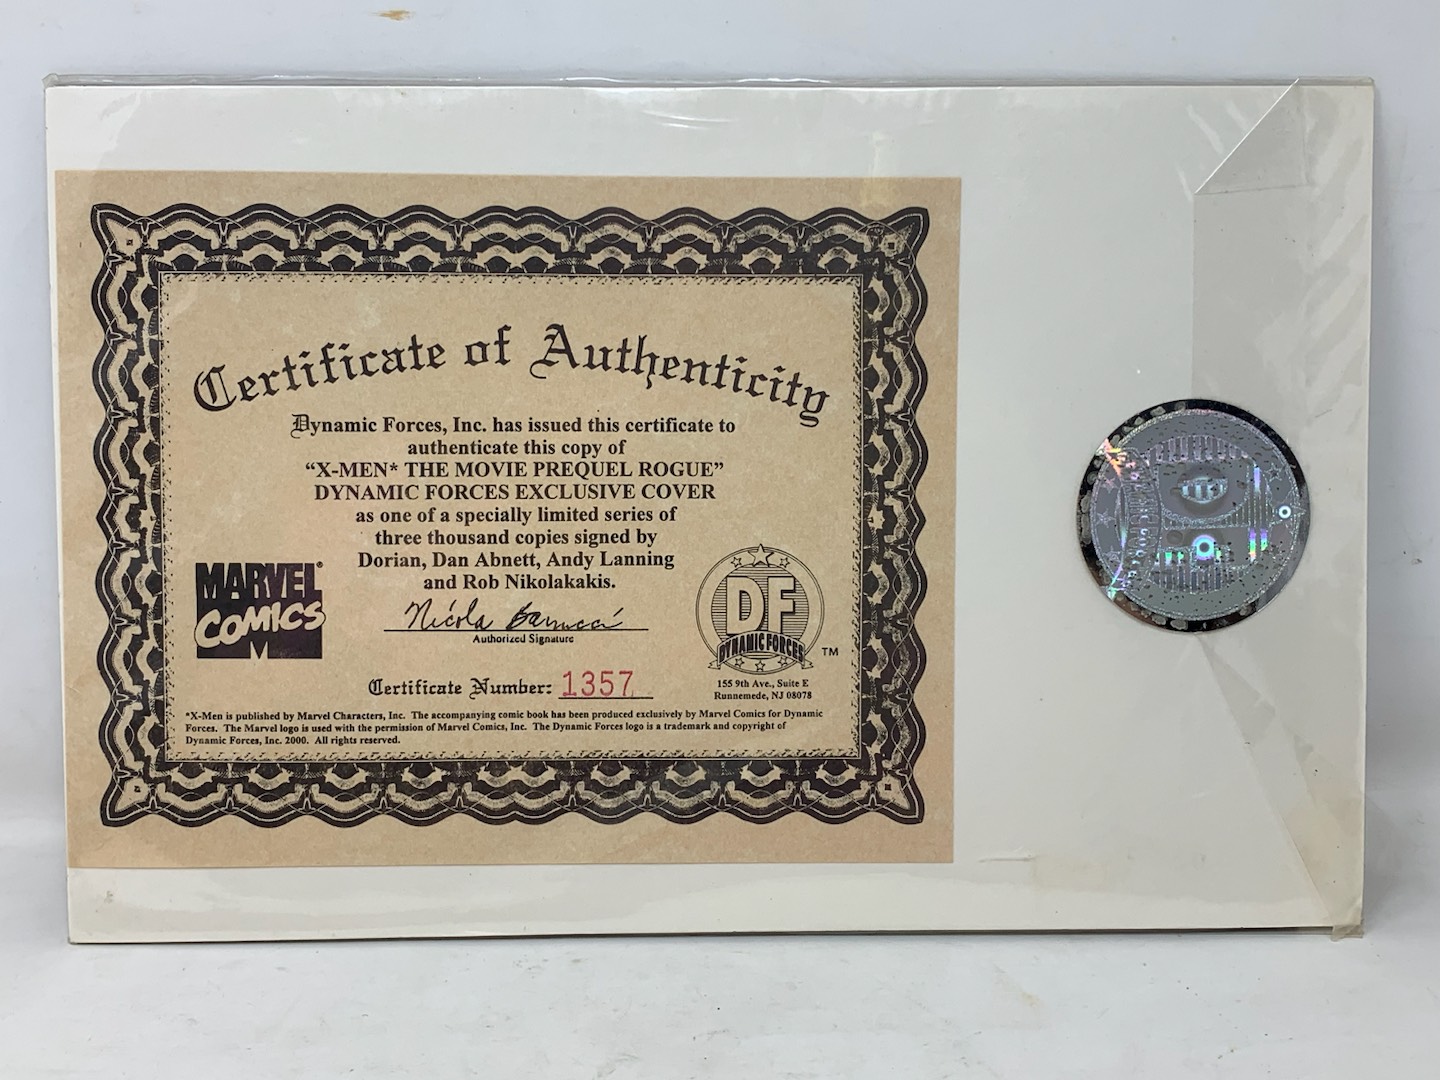 Certificate of Authenticity
Dynamic Forces, Inc. has issued this certificate to
authenticate this copy of
“X-MEN* THE MOVIE PREQUEL ROGUE”
DYNAMIC FORCES EXCLUSIVE COVER
as one of a specially limited series of
three thousand copies signed by
Dorian, Dan Abnett, Andy Lanning
and Rob Nikolakakis.
MARVEL®
COMICS
Nicola Barrucci
Authorized Signature
DF
DYNAMIC FORCES
TM
155 9th Ave., Suite E
Runnemede, NJ 08078
Certificate Number: 1357
*X-Men is published by Marvel Characters, Inc. The accompanying comic book has been produced exclusively by Marvel Comics for Dynamic
Forces. The Marvel logo is used with the permission of Marvel Comics, Inc. The Dynamic Forces logo is a trademark and copyright of
Dynamic Forces, Inc. 2000. All rights reserved.